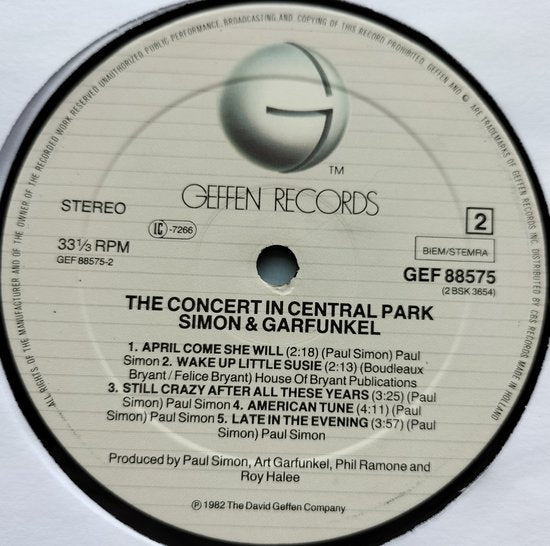 ALL RIGHTS OF THE MANUFACTURER AND OF THE OWNER OF THE RECORDED WORK RESERVED. UNAUTHORIZED PUBLIC PERFORMANCE, BROADCASTING AND COPYING OF THIS RECORD PROHIBITED. GEFFEN AND G ARE TRADEMARKS OF GEFFEN RECORDS INC. DISTRIBUTED BY CBS RECORDS MADE IN HOLLAND
G
TM
GEFFEN RECORDS
STEREO
LC -7266
2
33 1/3 RPM
BIEM/STEMRA
GEF 88575-2
GEF 88575
(2 BSK 3654)
THE CONCERT IN CENTRAL PARK
SIMON & GARFUNKEL
1. APRIL COME SHE WILL (2:18) (Paul Simon) Paul
Simon 2. WAKE UP LITTLE SUSIE (2:13) (Boudleaux
Bryant / Felice Bryant) House Of Bryant Publications
3. STILL CRAZY AFTER ALL THESE YEARS (3:25) (Paul
Simon) Paul Simon 4. AMERICAN TUNE (4:11) (Paul
Simon) Paul Simon 5. LATE IN THE EVENING (3:57) (Paul
Simon) Paul Simon
Produced by Paul Simon, Art Garfunkel, Phil Ramone and
Roy Halee
℗ 1982 The David Geffen Company